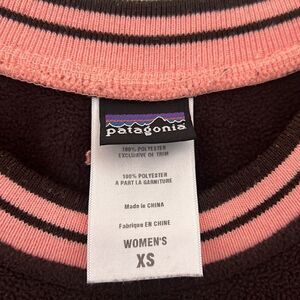 patagonia
100% POLYESTER
EXCLUSIVE OF TRIM
100% POLYESTER
A PART LA GARNITURE
Made in CHINA
Fabriqué EN CHINE
WOMEN'S
XS